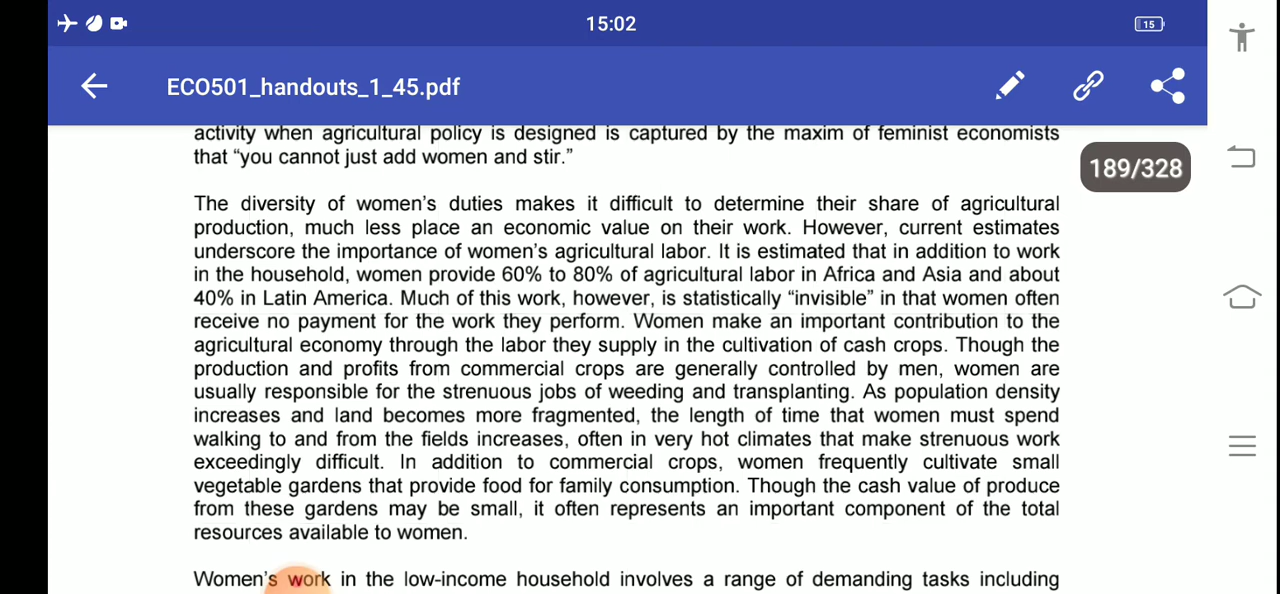 15:02
15
ECO501_handouts_1_45.pdf
189/328
activity when agricultural policy is designed is captured by the maxim of feminist economists
that “you cannot just add women and stir.”
The diversity of women’s duties makes it difficult to determine their share of agricultural
production, much less place an economic value on their work. However, current estimates
underscore the importance of women’s agricultural labor. It is estimated that in addition to work
in the household, women provide 60% to 80% of agricultural labor in Africa and Asia and about
40% in Latin America. Much of this work, however, is statistically “invisible” in that women often
receive no payment for the work they perform. Women make an important contribution to the
agricultural economy through the labor they supply in the cultivation of cash crops. Though the
production and profits from commercial crops are generally controlled by men, women are
usually responsible for the strenuous jobs of weeding and transplanting. As population density
increases and land becomes more fragmented, the length of time that women must spend
walking to and from the fields increases, often in very hot climates that make strenuous work
exceedingly difficult. In addition to commercial crops, women frequently cultivate small
vegetable gardens that provide food for family consumption. Though the cash value of produce
from these gardens may be small, it often represents an important component of the total
resources available to women.
Women’s work in the low-income household involves a range of demanding tasks including